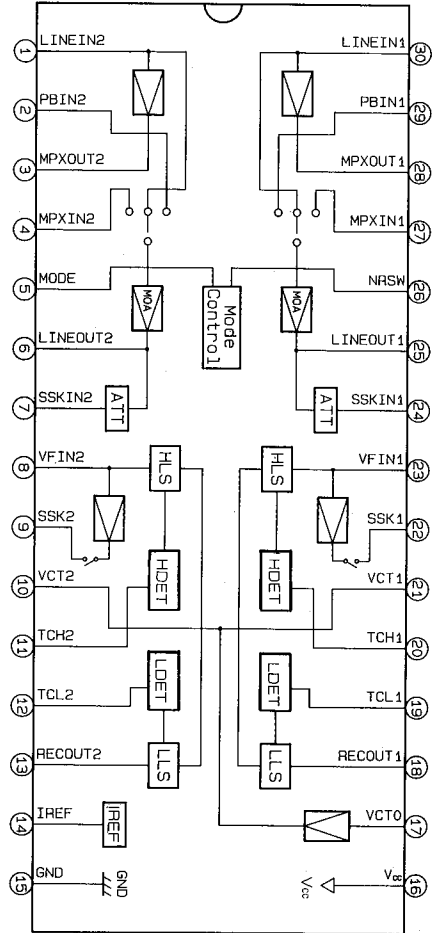 1 LINEIN2
2 PBIN2
3 MPXOUT2
4 MPXIN2
5 MODE
6 LINEOUT2
7 SSKIN2
8 VFIN2
9 SSK2
10 VCT2
11 TCH2
12 TCL2
13 RECOUT2
14 IREF
15 GND
LINEIN1 30
PBIN1 29
MPXOUT1 28
MPXIN1 27
NRSW 26
LINEOUT1 25
SSKIN1 24
VFIN1 23
SSK1 22
VCT1 21
TCH1 20
TCL1 19
RECOUT1 18
VCTO 17
16
MOA
Mode
Control
MOA
ATT
ATT
HLS
HLS
HDET
HDET
LDET
LDET
LLS
LLS
IREF
GND
Vcc